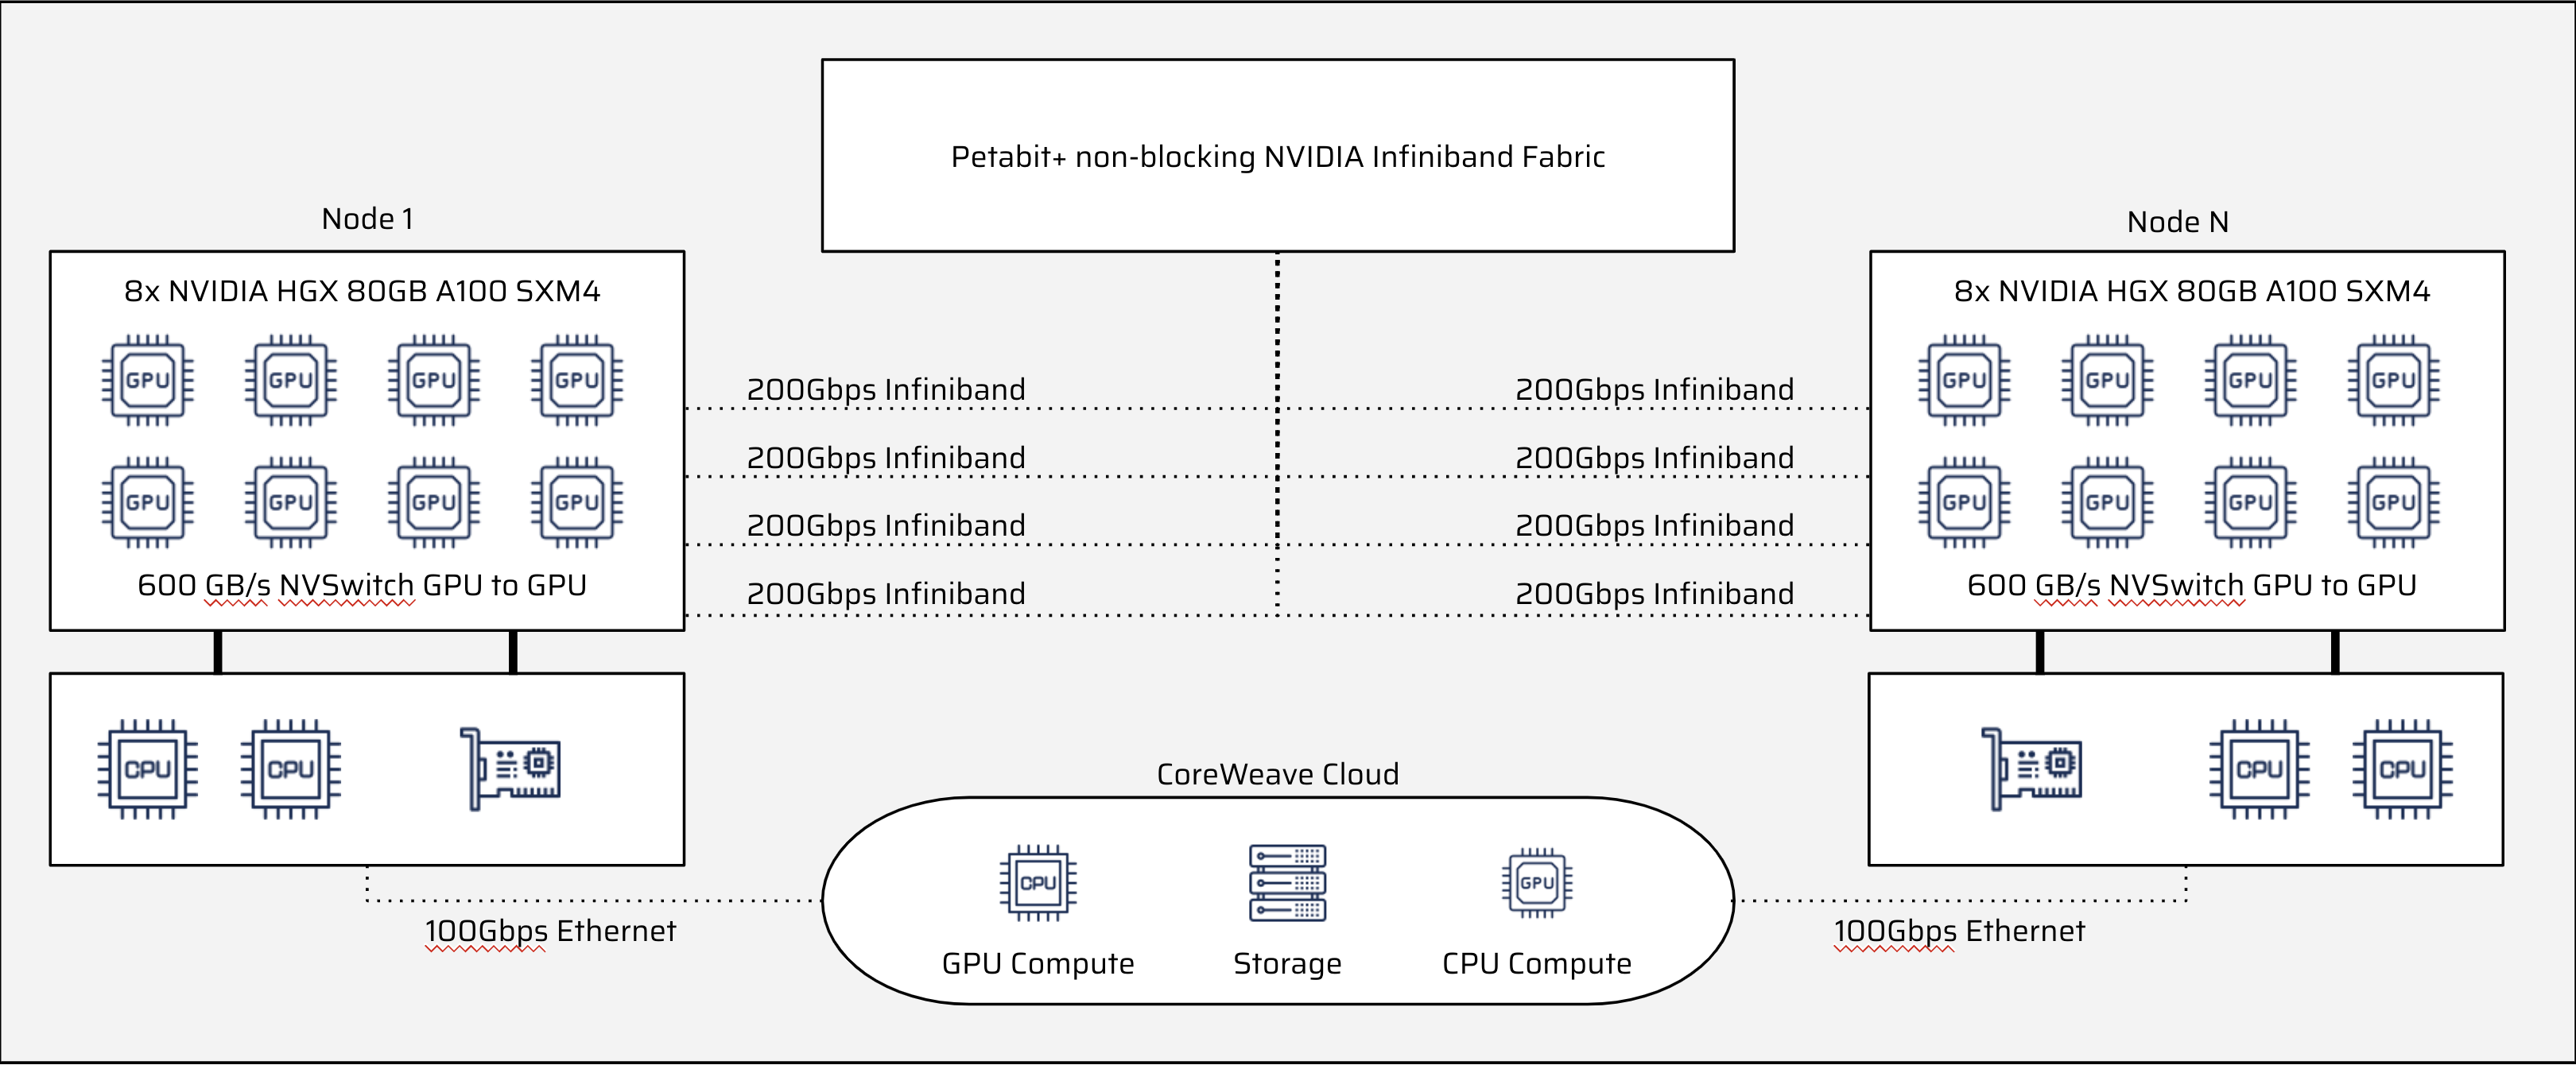 Petabit+ non-blocking NVIDIA Infiniband Fabric
Node 1
8x NVIDIA HGX 80GB A100 SXM4
GPU GPU GPU GPU
GPU GPU GPU GPU
600 GB/s NVSwitch GPU to GPU
200Gbps Infiniband
200Gbps Infiniband
200Gbps Infiniband
200Gbps Infiniband
200Gbps Infiniband
200Gbps Infiniband
200Gbps Infiniband
200Gbps Infiniband
Node N
8x NVIDIA HGX 80GB A100 SXM4
GPU GPU GPU GPU
GPU GPU GPU GPU
600 GB/s NVSwitch GPU to GPU
CPU CPU
100Gbps Ethernet
CoreWeave Cloud
CPU
GPU
GPU Compute
Storage
CPU Compute
CPU CPU
100Gbps Ethernet